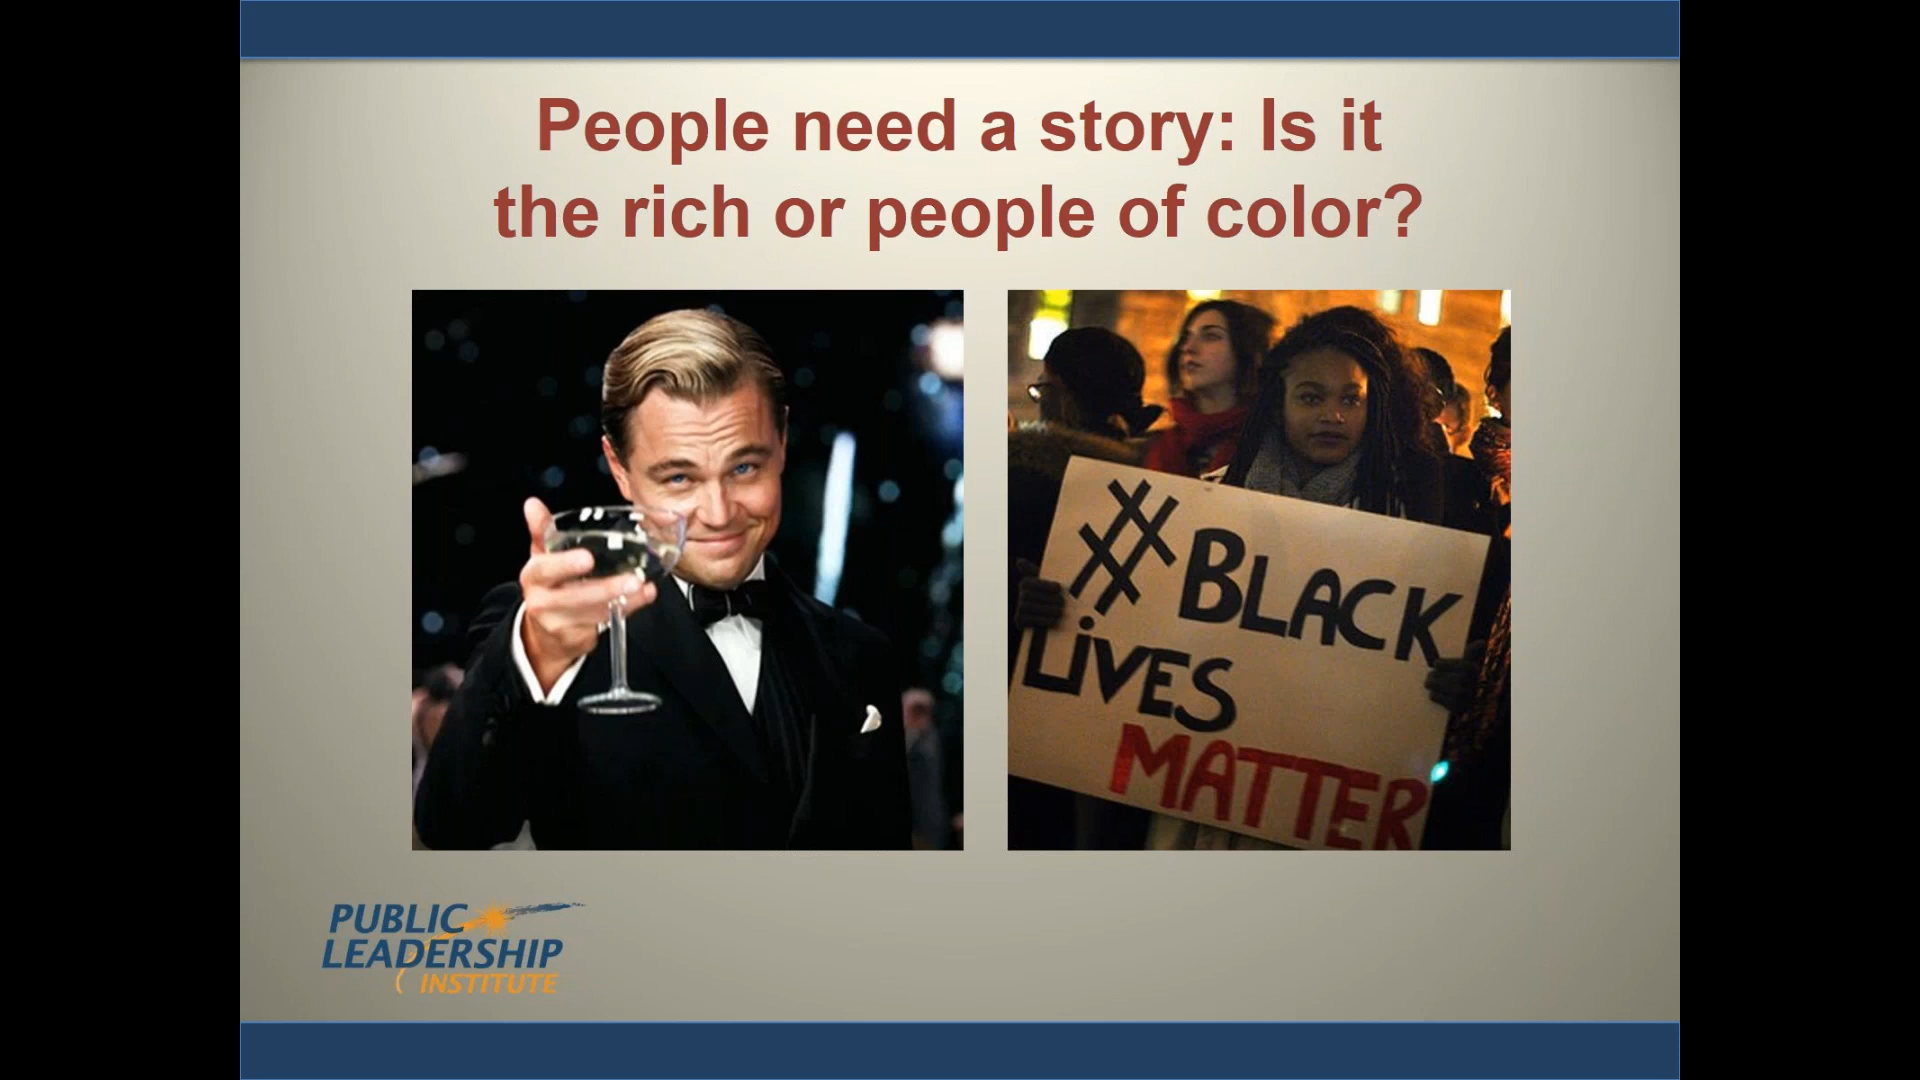 People need a story: Is it
the rich or people of color?
#BLACK
LiVES
MATTER
PUBLIC
LEADERSHIP
INSTITUTE